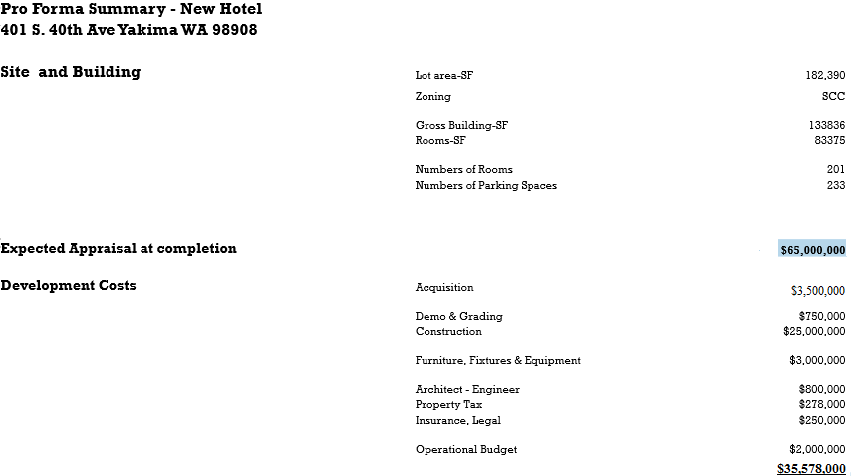 Pro Forma Summary - New Hotel
401 S. 40th Ave Yakima WA 98908
Site and Building
Lot area-SF 182,390
Zoning SCC
Gross Building-SF 133836
Rooms-SF 83375
Numbers of Rooms 201
Numbers of Parking Spaces 233
Expected Appraisal at completion $65,000,000
Development Costs
Acquisition $3,500,000
Demo & Grading $750,000
Construction $25,000,000
Furniture, Fixtures & Equipment $3,000,000
Architect - Engineer $800,000
Property Tax $278,000
Insurance, Legal $250,000
Operational Budget $2,000,000
$35,578,000